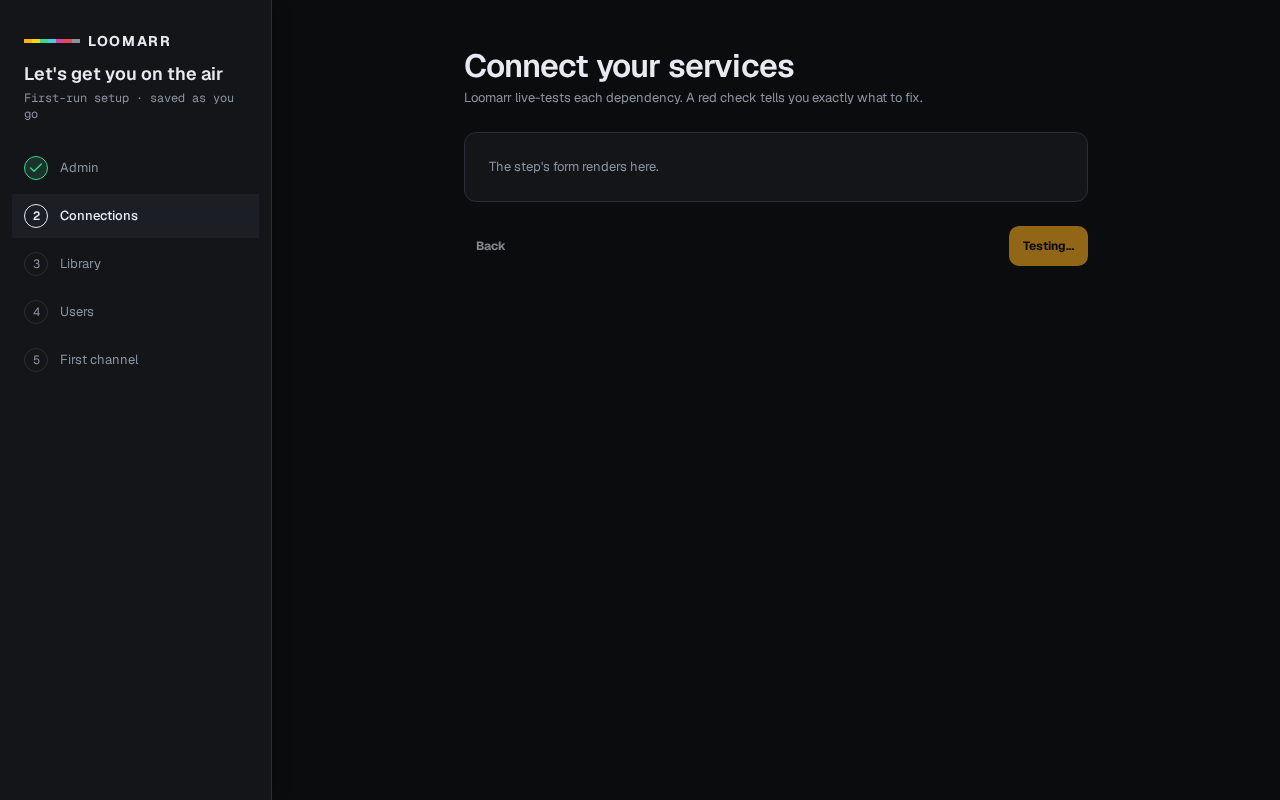 LOOMARR
Let's get you on the air
First-run setup · saved as you
go
Admin
2 Connections
3 Library
4 Users
5 First channel
Connect your services
Loomarr live-tests each dependency. A red check tells you exactly what to fix.
The step's form renders here.
Back
Testing…